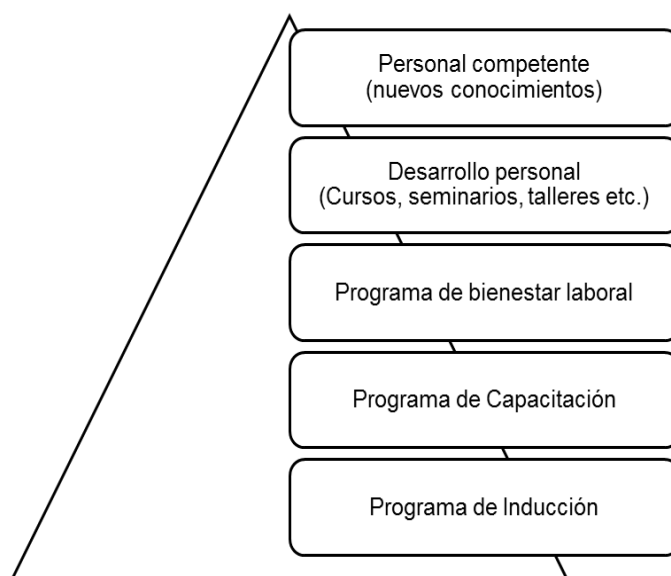 Personal competente
(nuevos conocimientos)
Desarrollo personal
(Cursos, seminarios, talleres etc.)
Programa de bienestar laboral
Programa de Capacitación
Programa de Inducción